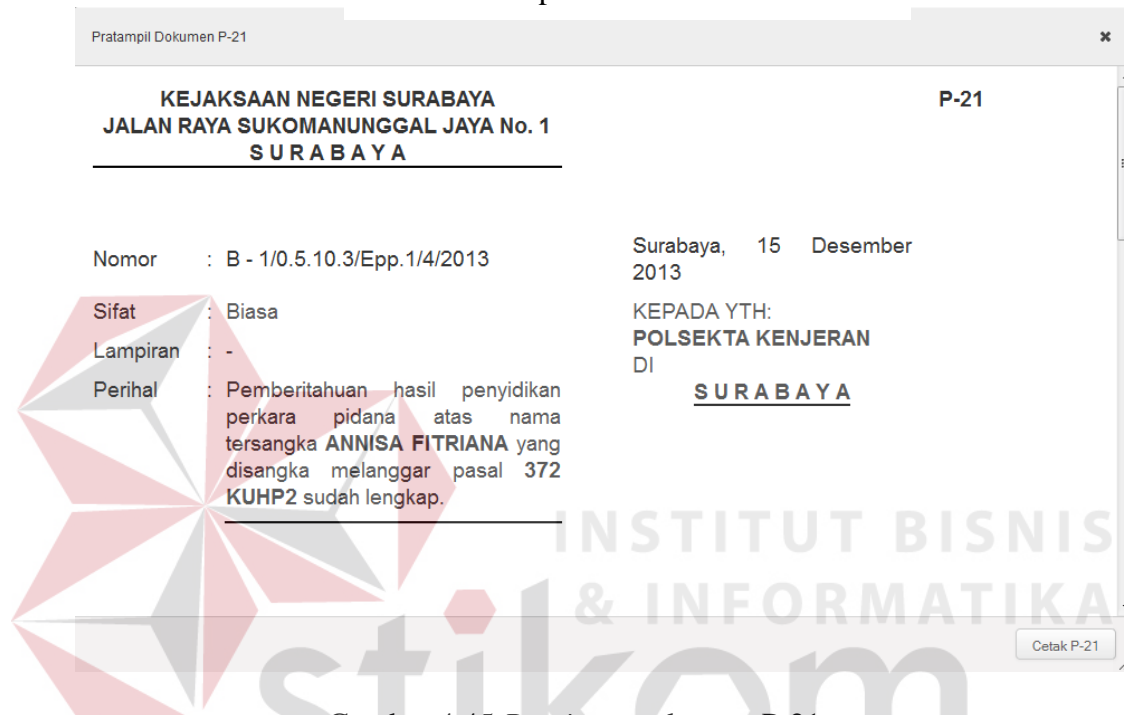 Pratampil Dokumen P-21
KEJAKSAAN NEGERI SURABAYA
JALAN RAYA SUKOMANUNGGAL JAYA No. 1
S U R A B A Y A
P-21
Nomor : B - 1/0.5.10.3/Epp.1/4/2013
Sifat : Biasa
Lampiran : -
Perihal : Pemberitahuan hasil penyidikan
perkara pidana atas nama
tersangka ANNISA FITRIANA yang
disangka melanggar pasal 372
KUHP2 sudah lengkap.
Surabaya, 15 Desember
2013
KEPADA YTH:
POLSEKTA KENJERAN
DI
S U R A B A Y A
INSTITUT BISNIS
& INFORMATIKA
stikom
Cetak P-21